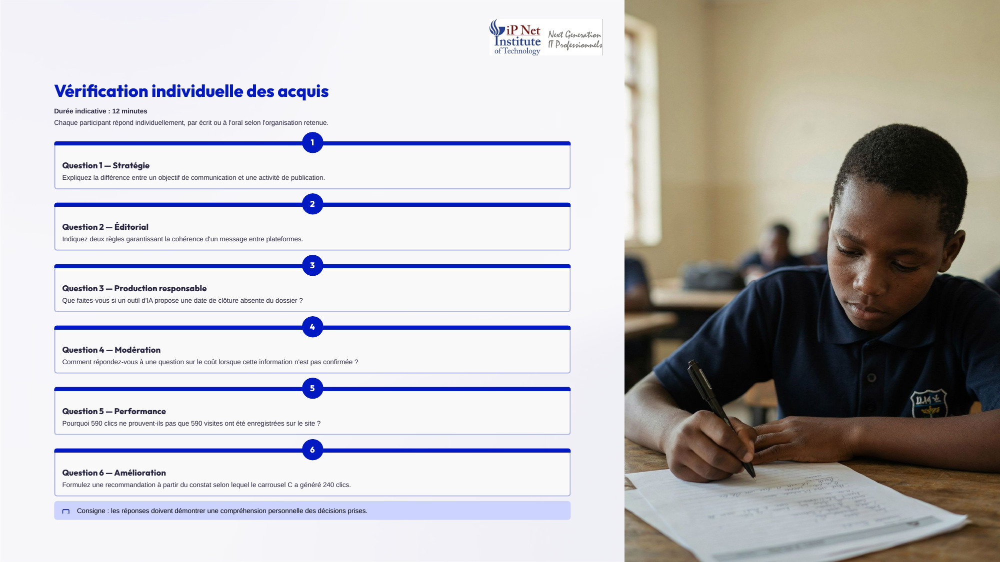 iP Net
Institute
of Technology
Next Generation
IT Professionnels
Vérification individuelle des acquis
Durée indicative : 12 minutes
Chaque participant répond individuellement, par écrit ou à l'oral selon l'organisation retenue.
1
Question 1 — Stratégie
Expliquez la différence entre un objectif de communication et une activité de publication.
2
Question 2 — Éditorial
Indiquez deux règles garantissant la cohérence d'un message entre plateformes.
3
Question 3 — Production responsable
Que faites-vous si un outil d'IA propose une date de clôture absente du dossier ?
4
Question 4 — Modération
Comment répondez-vous à une question sur le coût lorsque cette information n'est pas confirmée ?
5
Question 5 — Performance
Pourquoi 590 clics ne prouvent-ils pas que 590 visites ont été enregistrées sur le site ?
6
Question 6 — Amélioration
Formulez une recommandation à partir du constat selon lequel le carrousel C a généré 240 clics.
Consigne : les réponses doivent démontrer une compréhension personnelle des décisions prises.